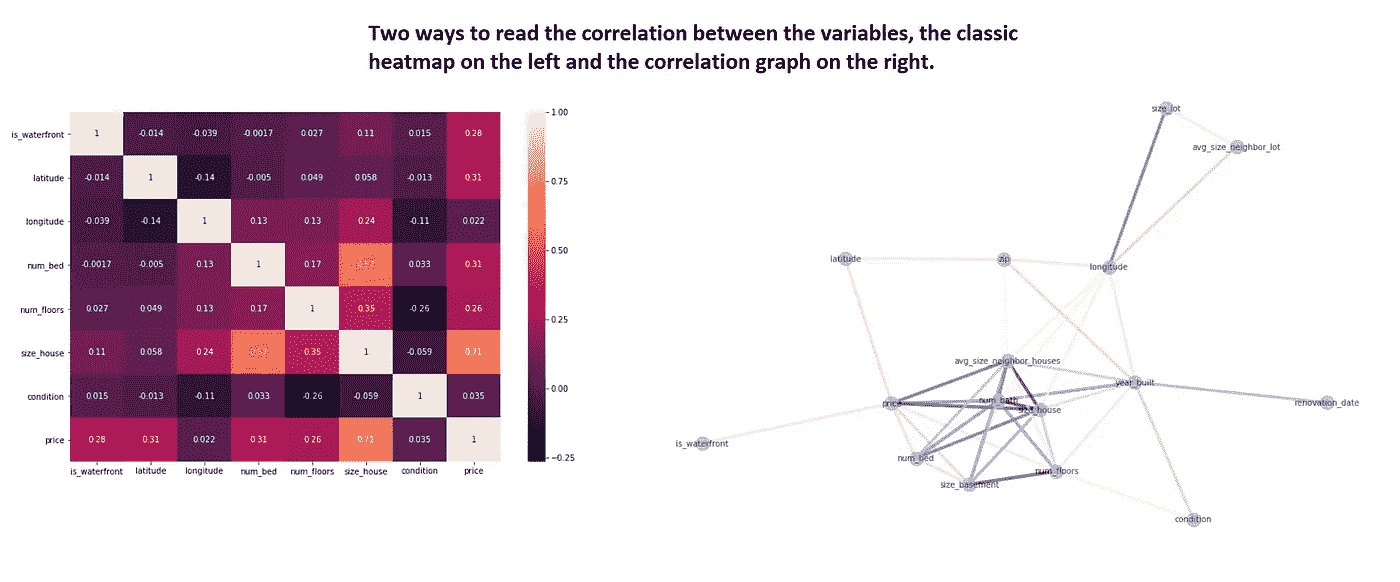 Two ways to read the correlation between the variables, the classic
heatmap on the left and the correlation graph on the right.
is_waterfront 1 -0.014 -0.039 -0.0017 0.027 0.11 0.015 0.28
latitude -0.014 1 -0.14 -0.005 0.049 0.058 -0.013 0.31
longitude -0.039 -0.14 1 0.13 0.13 0.24 -0.11 0.022
num_bed -0.0017 -0.005 0.13 1 0.17 0.033 0.31
num_floors 0.027 0.049 0.13 0.17 1 0.35 -0.26 0.26
size_house 0.11 0.058 0.24 0.35 1 -0.059 0.71
condition 0.015 -0.013 -0.11 0.033 -0.26 -0.059 1 0.035
price 0.28 0.31 0.022 0.31 0.26 0.71 0.035 1
is_waterfront latitude longitude num_bed num_floors size_house condition price
1.00
0.75
0.50
0.25
0.00
−0.25
size_lot
avg_size_neighbor_lot
latitude
zip
longitude
avg_size_neighbor_houses
year_built
price
num_bath
size_house
renovation_date
is_waterfront
num_bed
num_floors
size_basement
condition